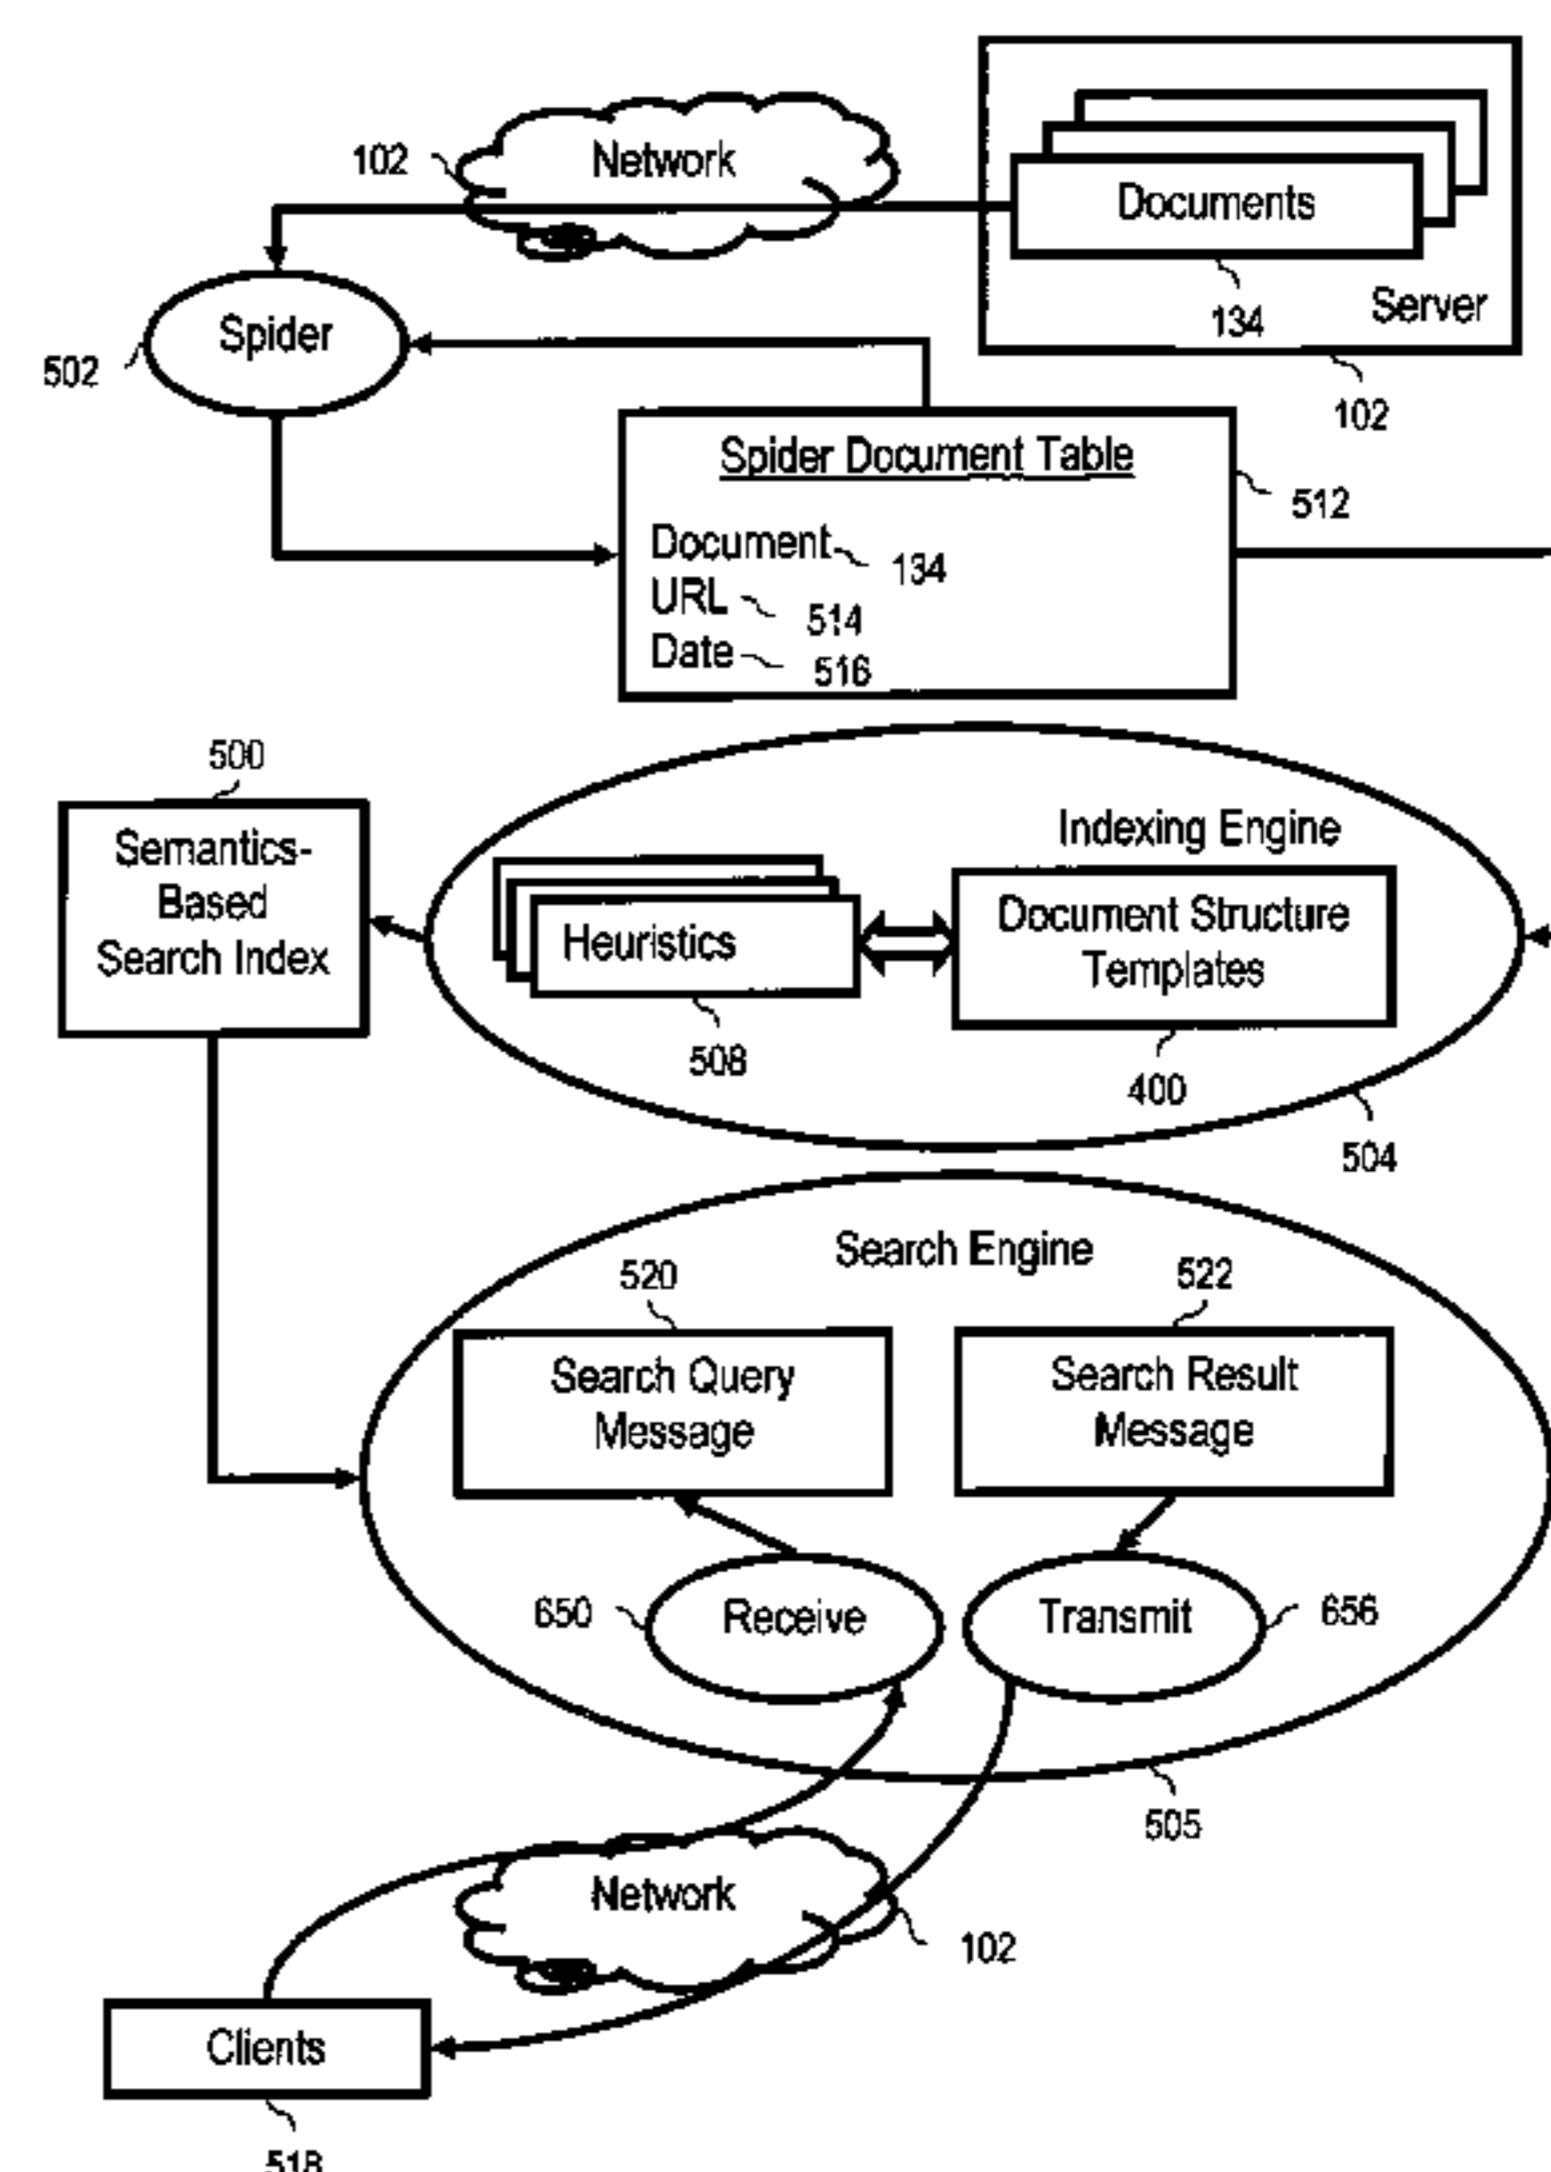 102
Network
Documents
134
Server
102
Spider
502
Spider Document Table
512
Document
134
URL
514
Date
516
500
Semantics-
Based
Search Index
Indexing Engine
Heuristics
508
Document Structure
Templates
400
504
Search Engine
520
Search Query
Message
522
Search Result
Message
650
Receive
Transmit
656
505
Network
102
Clients
518